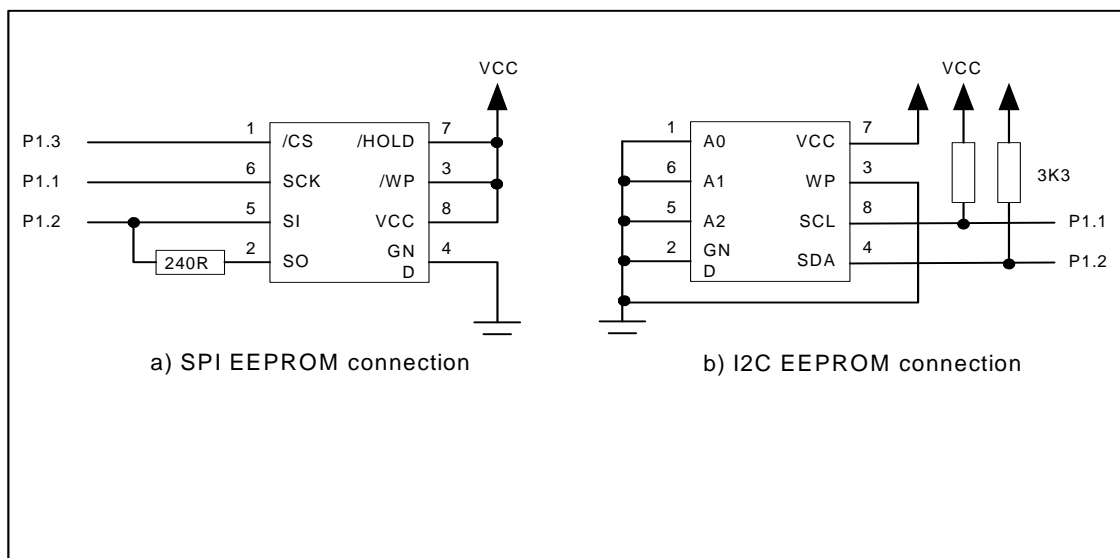 VCC
P1.3
1
/CS
/HOLD
7
P1.1
6
SCK
/WP
3
P1.2
5
SI
VCC
8
240R
2
SO
GN
D
4
a) SPI EEPROM connection
VCC
1
A0
VCC
7
6
A1
WP
3
3K3
5
A2
SCL
8
P1.1
2
GN
D
SDA
4
P1.2
b) I2C EEPROM connection